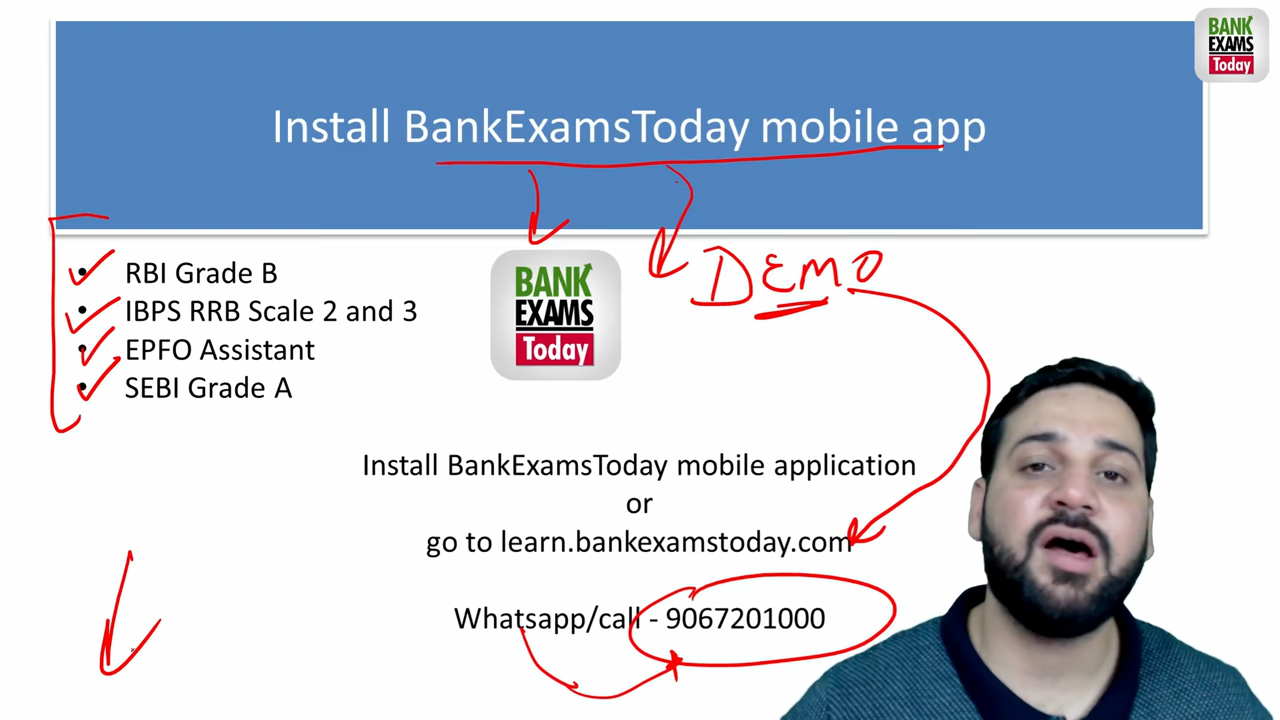 BANK
EXAMS
Today
Install BankExamsToday mobile app
• RBI Grade B
• IBPS RRB Scale 2 and 3
• EPFO Assistant
• SEBI Grade A
BANK
EXAMS
Today
DEMO
Install BankExamsToday mobile application
or
go to learn.bankexamstoday.com
Whatsapp/call - 9067201000